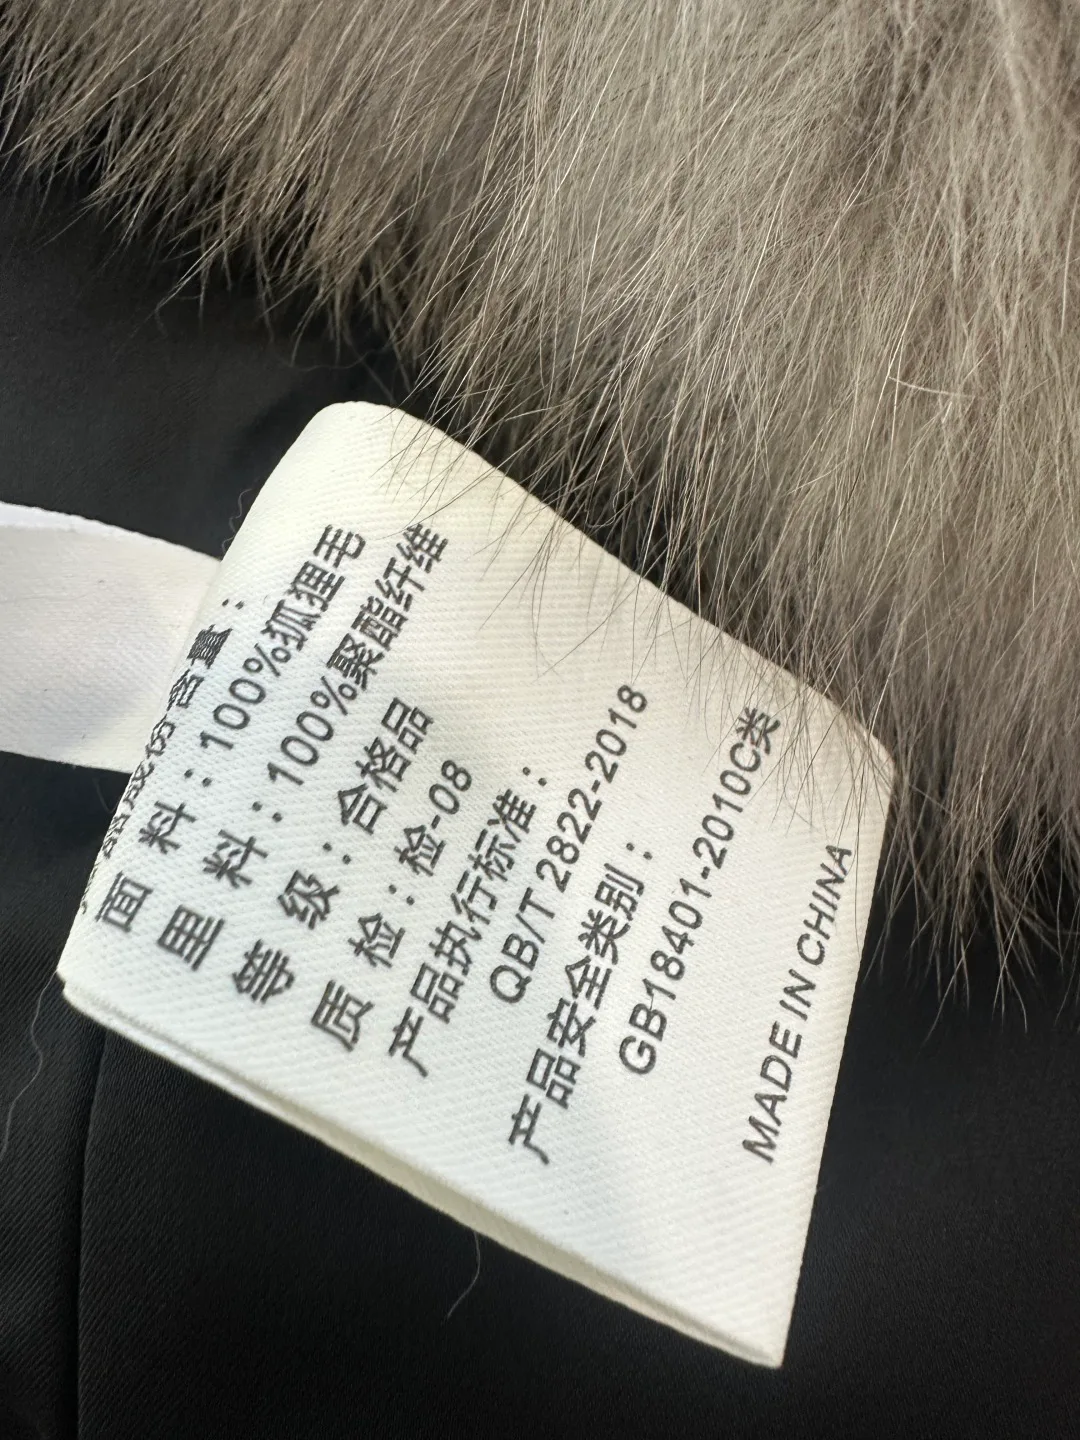 成份含量：
面 料：100%狐狸毛
里 料：100%聚酯纤维
等 级：合格品
质 检：检-08
产品执行标准：
QB/T 2822-2018
产品安全类别：
GB18401-2010C类
MADE IN CHINA